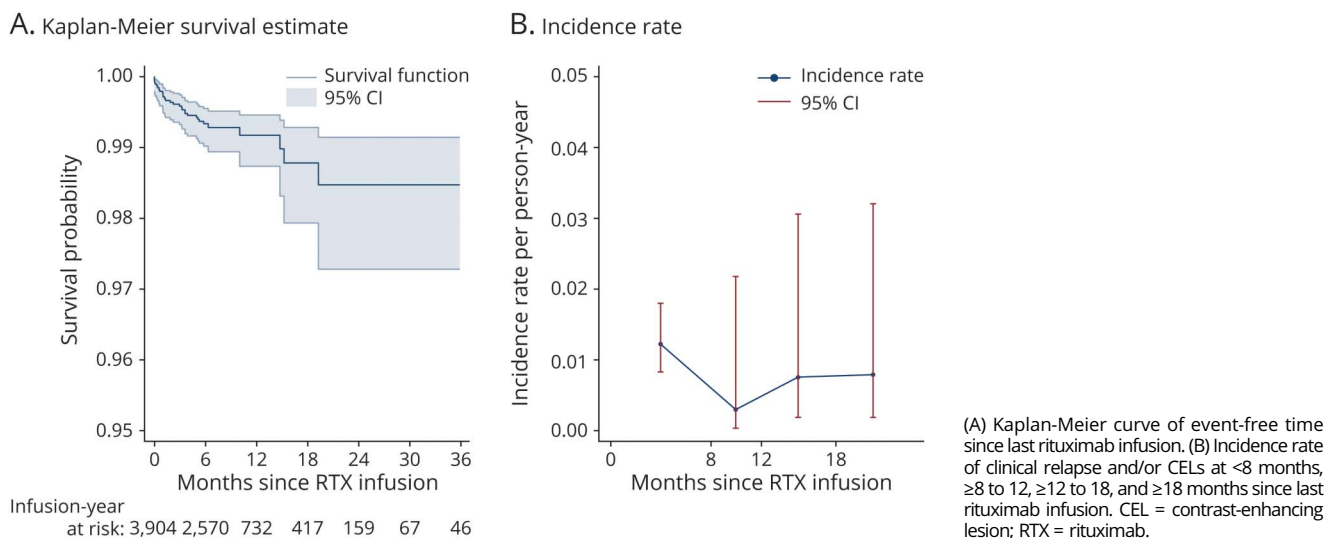 A. Kaplan-Meier survival estimate
1.00
0.99
0.98
0.97
0.96
0.95
Survival probability
Survival function
95% CI
0 6 12 18 24 30 36
Months since RTX infusion
Infusion-year
at risk: 3,904 2,570 732 417 159 67 46
B. Incidence rate
0.05
0.04
0.03
0.02
0.01
0.00
Incidence rate per person-year
Incidence rate
95% CI
0 8 12 18
Months since RTX infusion
(A) Kaplan-Meier curve of event-free time
since last rituximab infusion. (B) Incidence rate
of clinical relapse and/or CELs at <8 months,
≥8 to 12, ≥12 to 18, and ≥18 months since last
rituximab infusion. CEL = contrast-enhancing
lesion; RTX = rituximab.